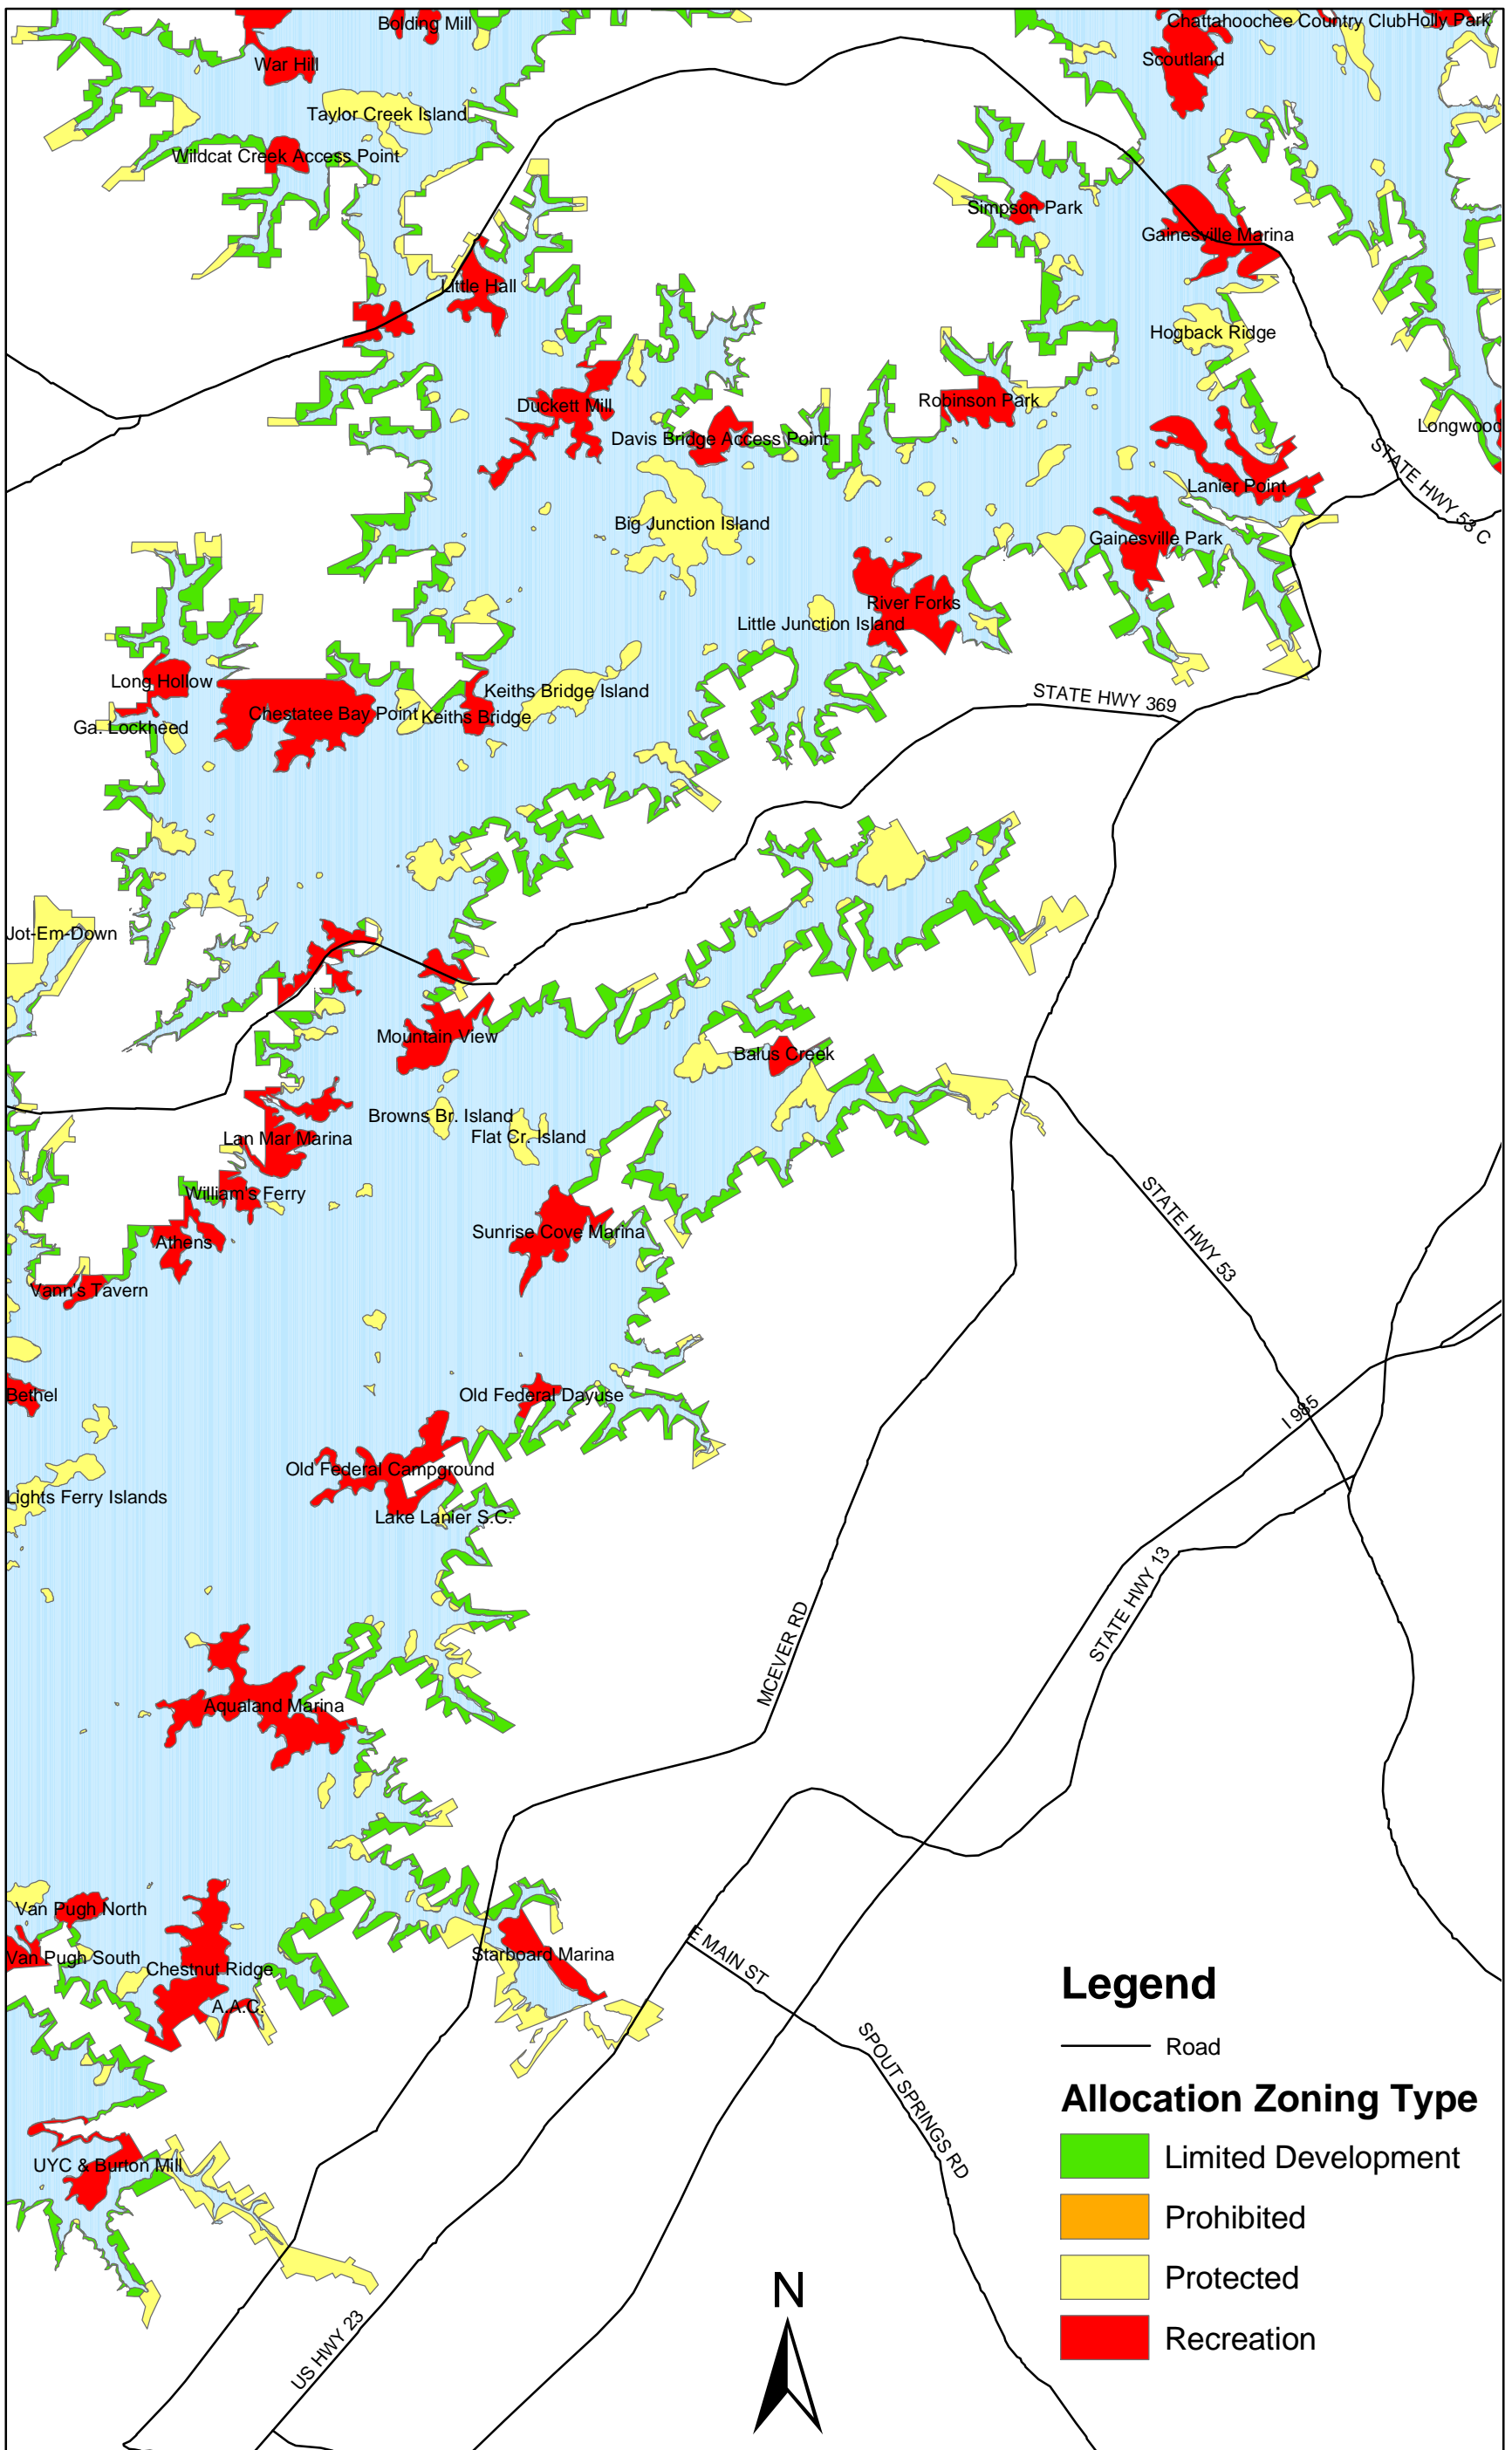 Bolding Mill
Chattahoochee Country Club
Holly Park
War Hill
Scoutland
Taylor Creek Island
Wildcat Creek Access Point
Simpson Park
Gainesville Marina
Little Hall
Hogback Ridge
Duckett Mill
Robinson Park
Davis Bridge Access Point
Longwood
STATE HWY 53 C
Lanier Point
Big Junction Island
Gainesville Park
River Forks
Little Junction Island
Long Hollow
Keiths Bridge Island
STATE HWY 369
Chestatee Bay Point
Keiths Bridge
Ga. Lockheed
Jot-Em-Down
Mountain View
Balus Creek
Browns Br. Island
Flat Cr. Island
Lan Mar Marina
William's Ferry
STATE HWY 53
Sunrise Cove Marina
Athens
Vann's Tavern
Bethel
Old Federal Dayuse
I 985
Old Federal Campground
Lights Ferry Islands
Lake Lanier S.C.
STATE HWY 13
MCEVER RD
Aqualand Marina
Van Pugh North
Starboard Marina
E MAIN ST
Van Pugh South
Chestnut Ridge
A.A.C.
SPOUT SPRINGS RD
UYC & Burton Mill
US HWY 23
N
Legend
Road
Allocation Zoning Type
Limited Development
Prohibited
Protected
Recreation